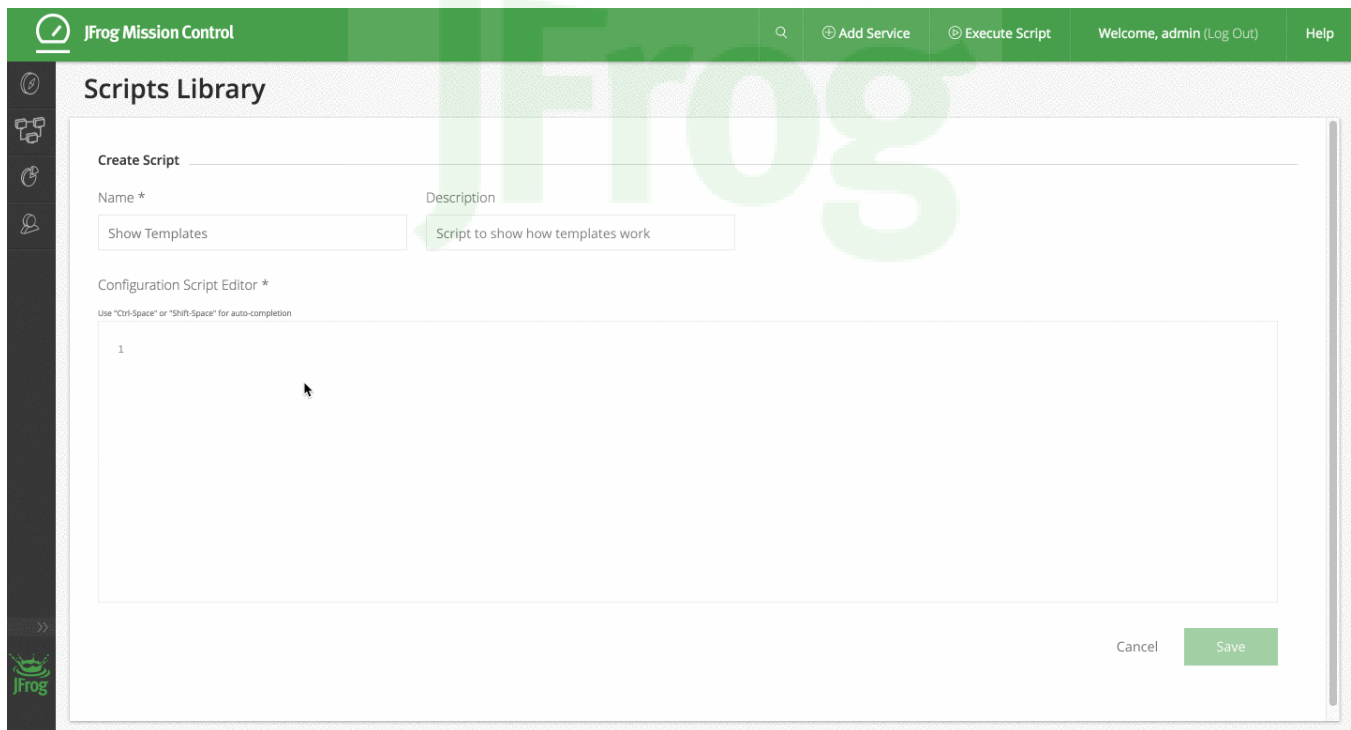 JFrog Mission Control
Add Service
Execute Script
Welcome, admin (Log Out)
Help
Scripts Library
JFrog
Create Script
Name *
Description
Show Templates
Script to show how templates work
Configuration Script Editor *
Use "Ctrl-Space" or "Shift-Space" for auto-completion
1
Cancel
Save
JFrog